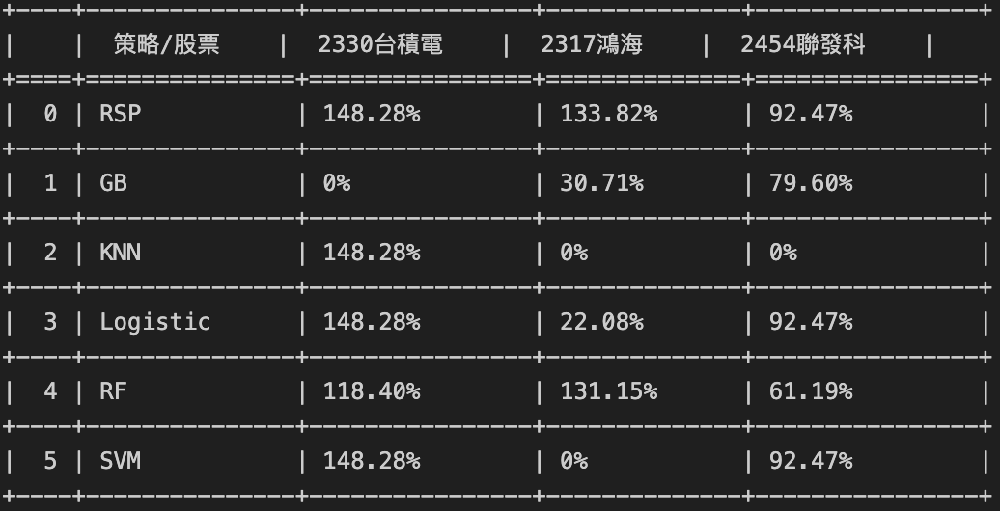 +----+---------------+----------------+---------------+----------------+
|    |  策略/股票    |  2330台積電    |  2317鴻海    |  2454聯發科    |
+====+===============+================+===============+================+
|  0 | RSP           | 148.28%        | 133.82%       | 92.47%         |
+----+---------------+----------------+---------------+----------------+
|  1 | GB            | 0%             | 30.71%        | 79.60%         |
+----+---------------+----------------+---------------+----------------+
|  2 | KNN           | 148.28%        | 0%            | 0%             |
+----+---------------+----------------+---------------+----------------+
|  3 | Logistic      | 148.28%        | 22.08%        | 92.47%         |
+----+---------------+----------------+---------------+----------------+
|  4 | RF            | 118.40%        | 131.15%       | 61.19%         |
+----+---------------+----------------+---------------+----------------+
|  5 | SVM           | 148.28%        | 0%            | 92.47%         |
+----+---------------+----------------+---------------+----------------+